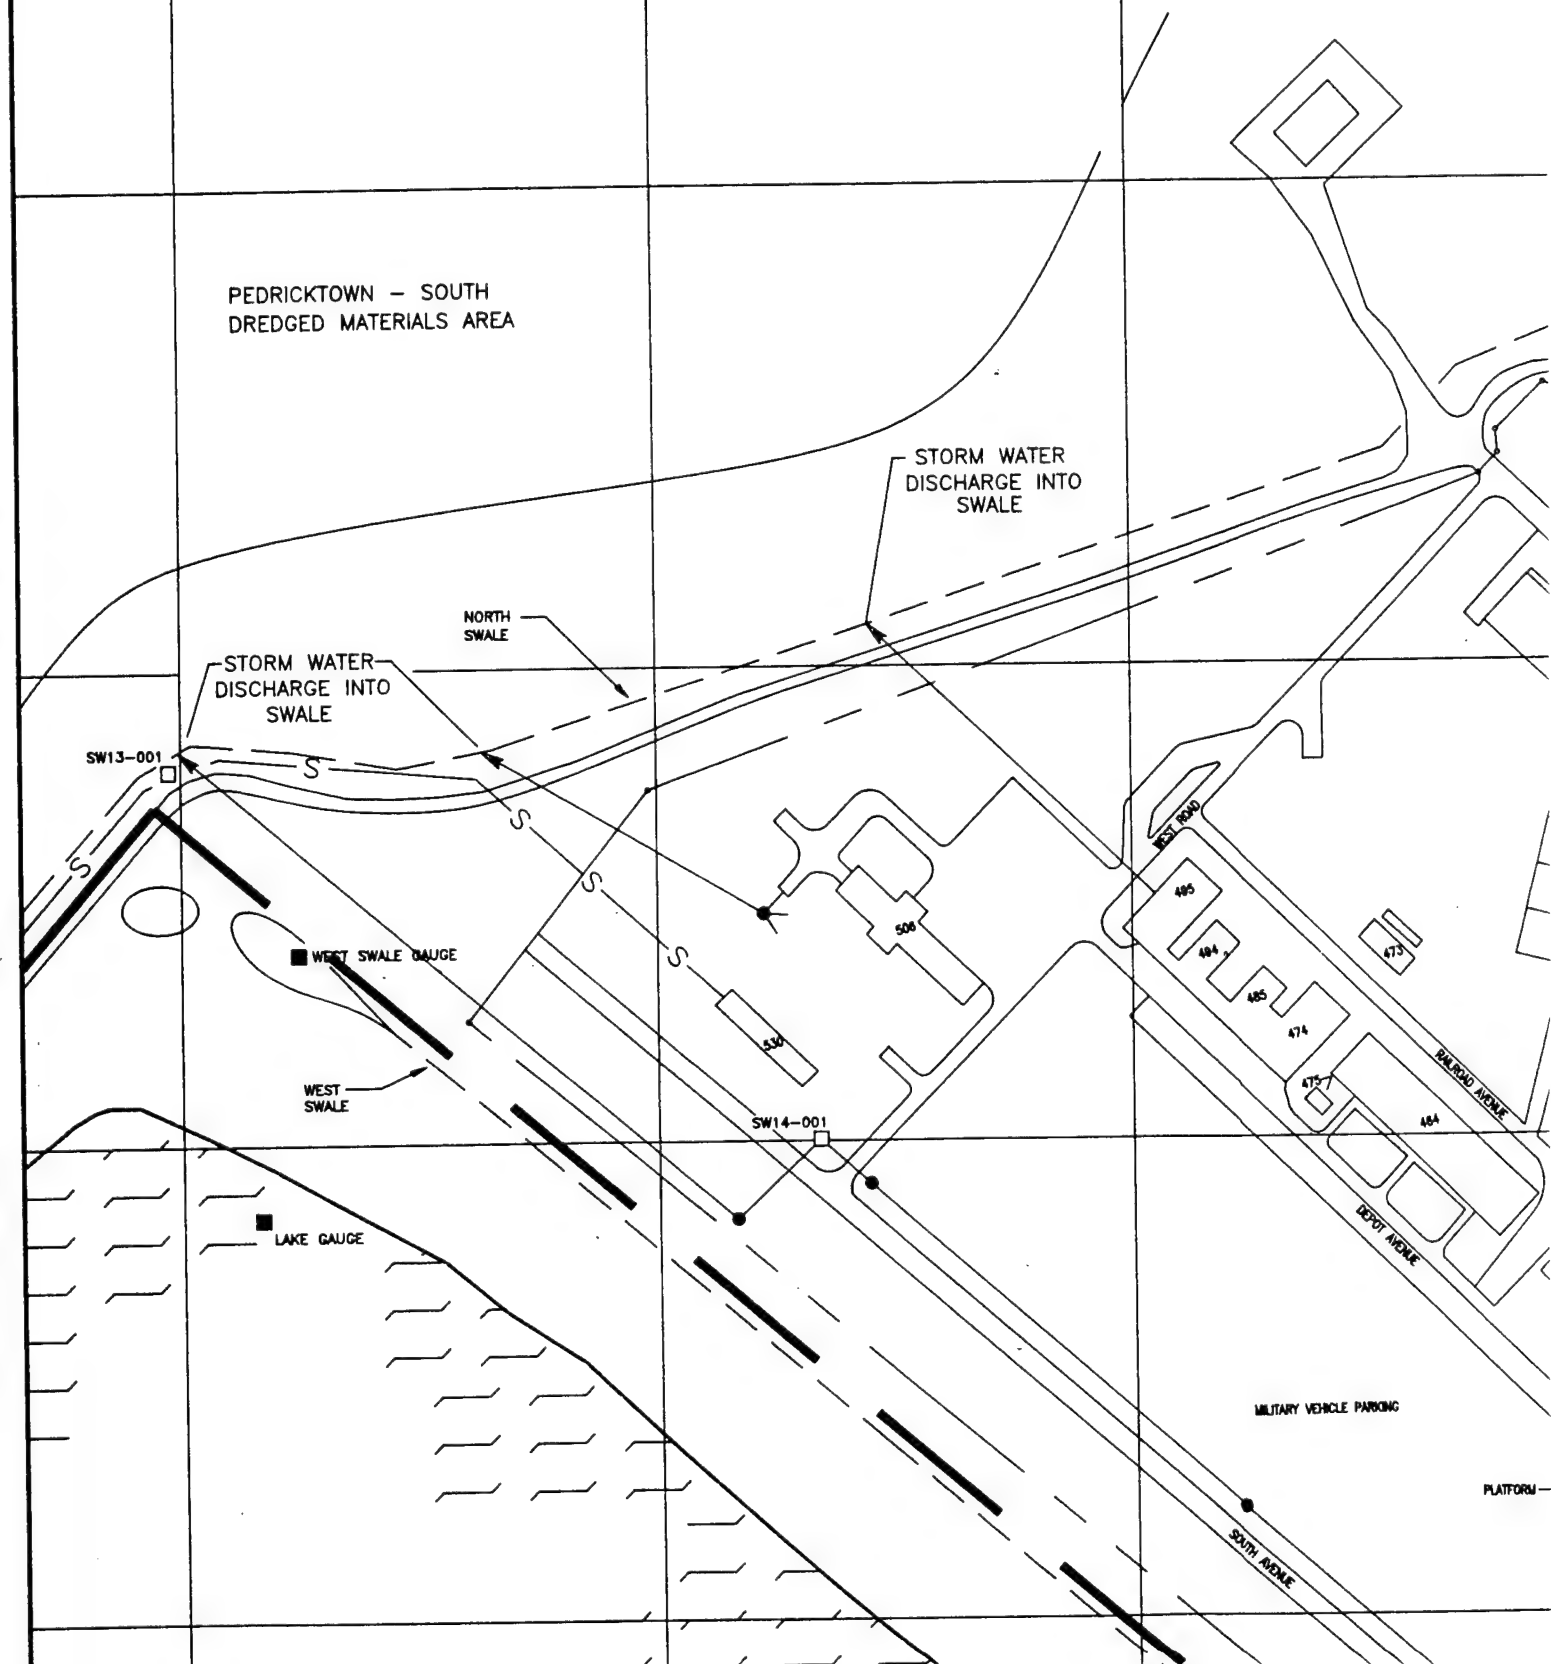 PEDRICKTOWN – SOUTH
DREDGED MATERIALS AREA
STORM WATER
DISCHARGE INTO
SWALE
NORTH
SWALE
STORM WATER
DISCHARGE INTO
SWALE
SW13-001
S
S
S
S
S
WEST ROAD
495
506
494
473
WEST SWALE GAUGE
485
474
530
RAILROAD AVENUE
475
WEST
SWALE
484
SW14-001
LAKE GAUGE
DEPOT AVENUE
MILITARY VEHICLE PARKING
PLATFORM
SOUTH AVENUE